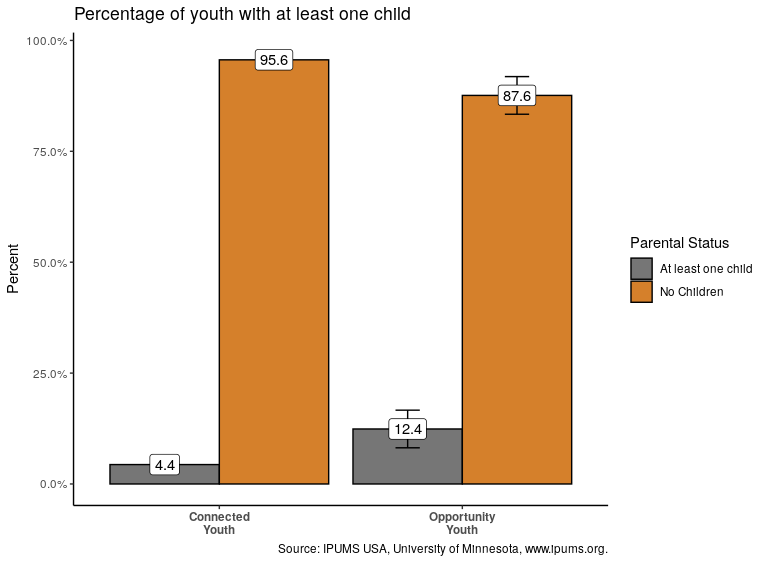 Percentage of youth with at least one child
100.0%
75.0%
50.0%
25.0%
0.0%
Percent
95.6
87.6
4.4
12.4
Connected
Youth
Opportunity
Youth
Parental Status
At least one child
No Children
Source: IPUMS USA, University of Minnesota, www.ipums.org.